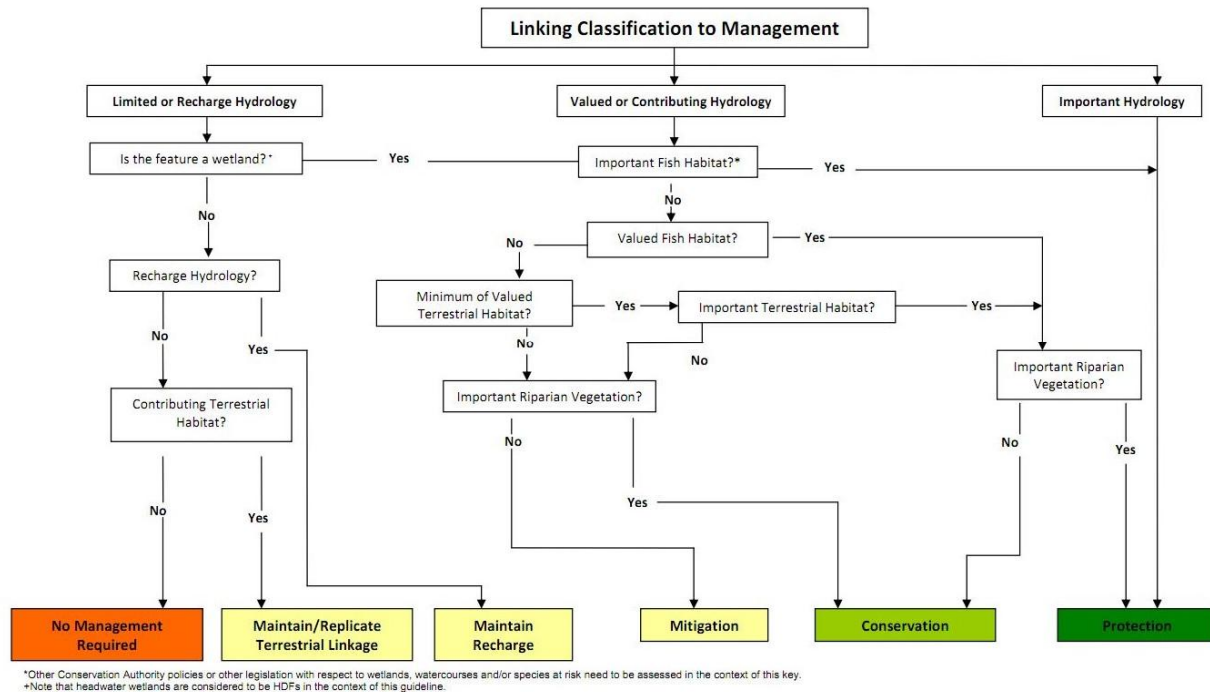 Linking Classification to Management
Limited or Recharge Hydrology
Valued or Contributing Hydrology
Important Hydrology
Is the feature a wetland?⁺
Yes
Important Fish Habitat?*
Yes
No
No
Valued Fish Habitat?
Yes
No
Recharge Hydrology?
Minimum of Valued
Terrestrial Habitat?
Yes
Important Terrestrial Habitat?
Yes
No
Yes
No
No
Contributing Terrestrial
Habitat?
Important Riparian Vegetation?
Important Riparian
Vegetation?
No
No
Yes
Yes
No
Yes
No
Yes
No Management
Required
Maintain/Replicate
Terrestrial Linkage
Maintain
Recharge
Mitigation
Conservation
Protection
*Other Conservation Authority policies or other legislation with respect to wetlands, watercourses and/or species at risk need to be assessed in the context of this key.
+Note that headwater wetlands are considered to be HDFs in the context of this guideline.